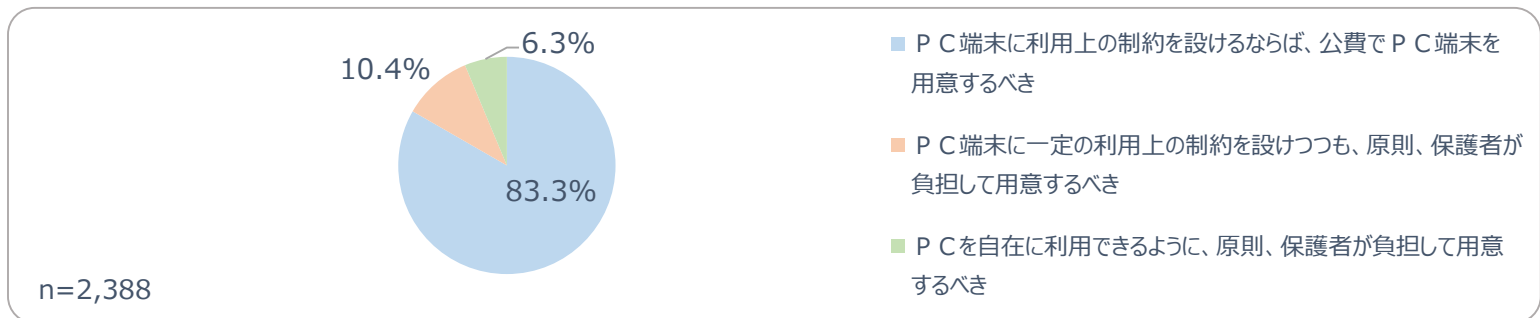 6.3%
10.4%
83.3%
n=2,388
ＰＣ端末に利用上の制約を設けるならば、公費でＰＣ端末を
用意するべき
ＰＣ端末に一定の利用上の制約を設けつつも、原則、保護者が
負担して用意するべき
ＰＣを自在に利用できるように、原則、保護者が負担して用意
するべき